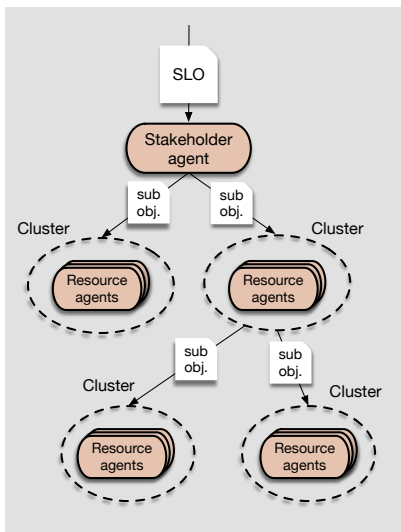 SLO
Stakeholder
agent
sub
obj.
sub
obj.
Cluster
Cluster
Resource
agents
Resource
agents
sub
obj.
sub
obj.
Cluster
Cluster
Resource
agents
Resource
agents